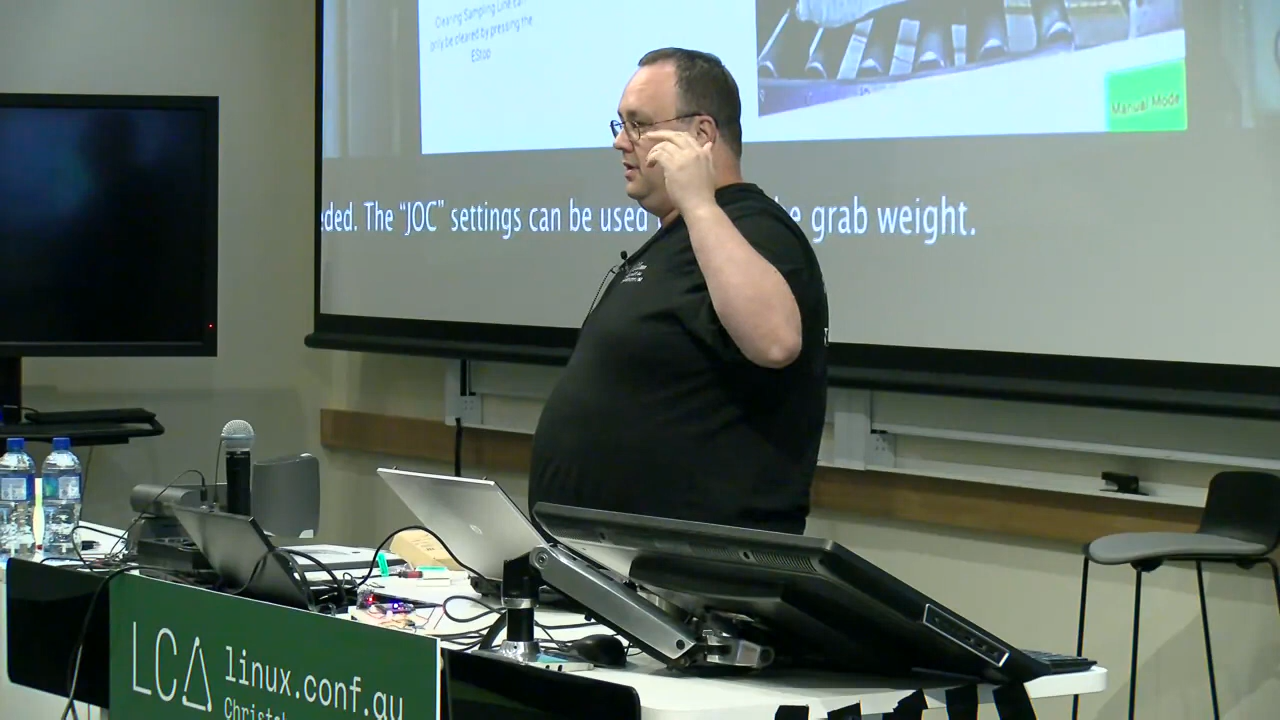 Clearing Sampling Line can
only be cleared by pressing the
EStop
Manual Mode
The "JOC" settings can be used
grab weight.
LCA
linux.conf.au